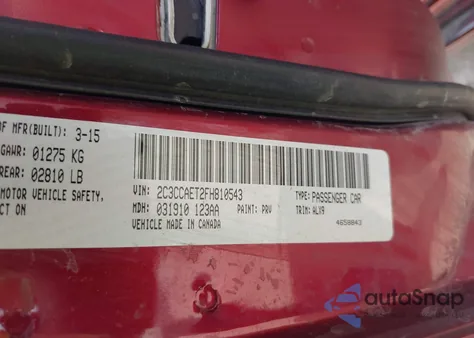 OF MFR(BUILT): 3-15
GAWR: 01275 KG
REAR: 02810 LB
MOTOR VEHICLE SAFETY,
CT ON
VIN: 2C3CCAET2FH810543
TYPE: PASSENGER CAR
MDH: 031910 123AA
PAINT: PRV
TRIM: ALX9
VEHICLE MADE IN CANADA
4658843
autoSnap